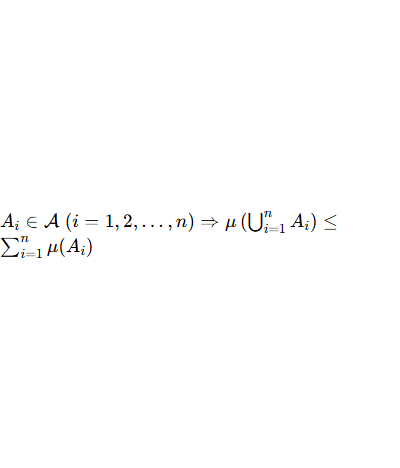 A_i ∈ 𝒜 (i = 1, 2, …, n) ⇒ μ (⋃_{i=1}^{n} A_i) ≤
∑_{i=1}^{n} μ(A_i)